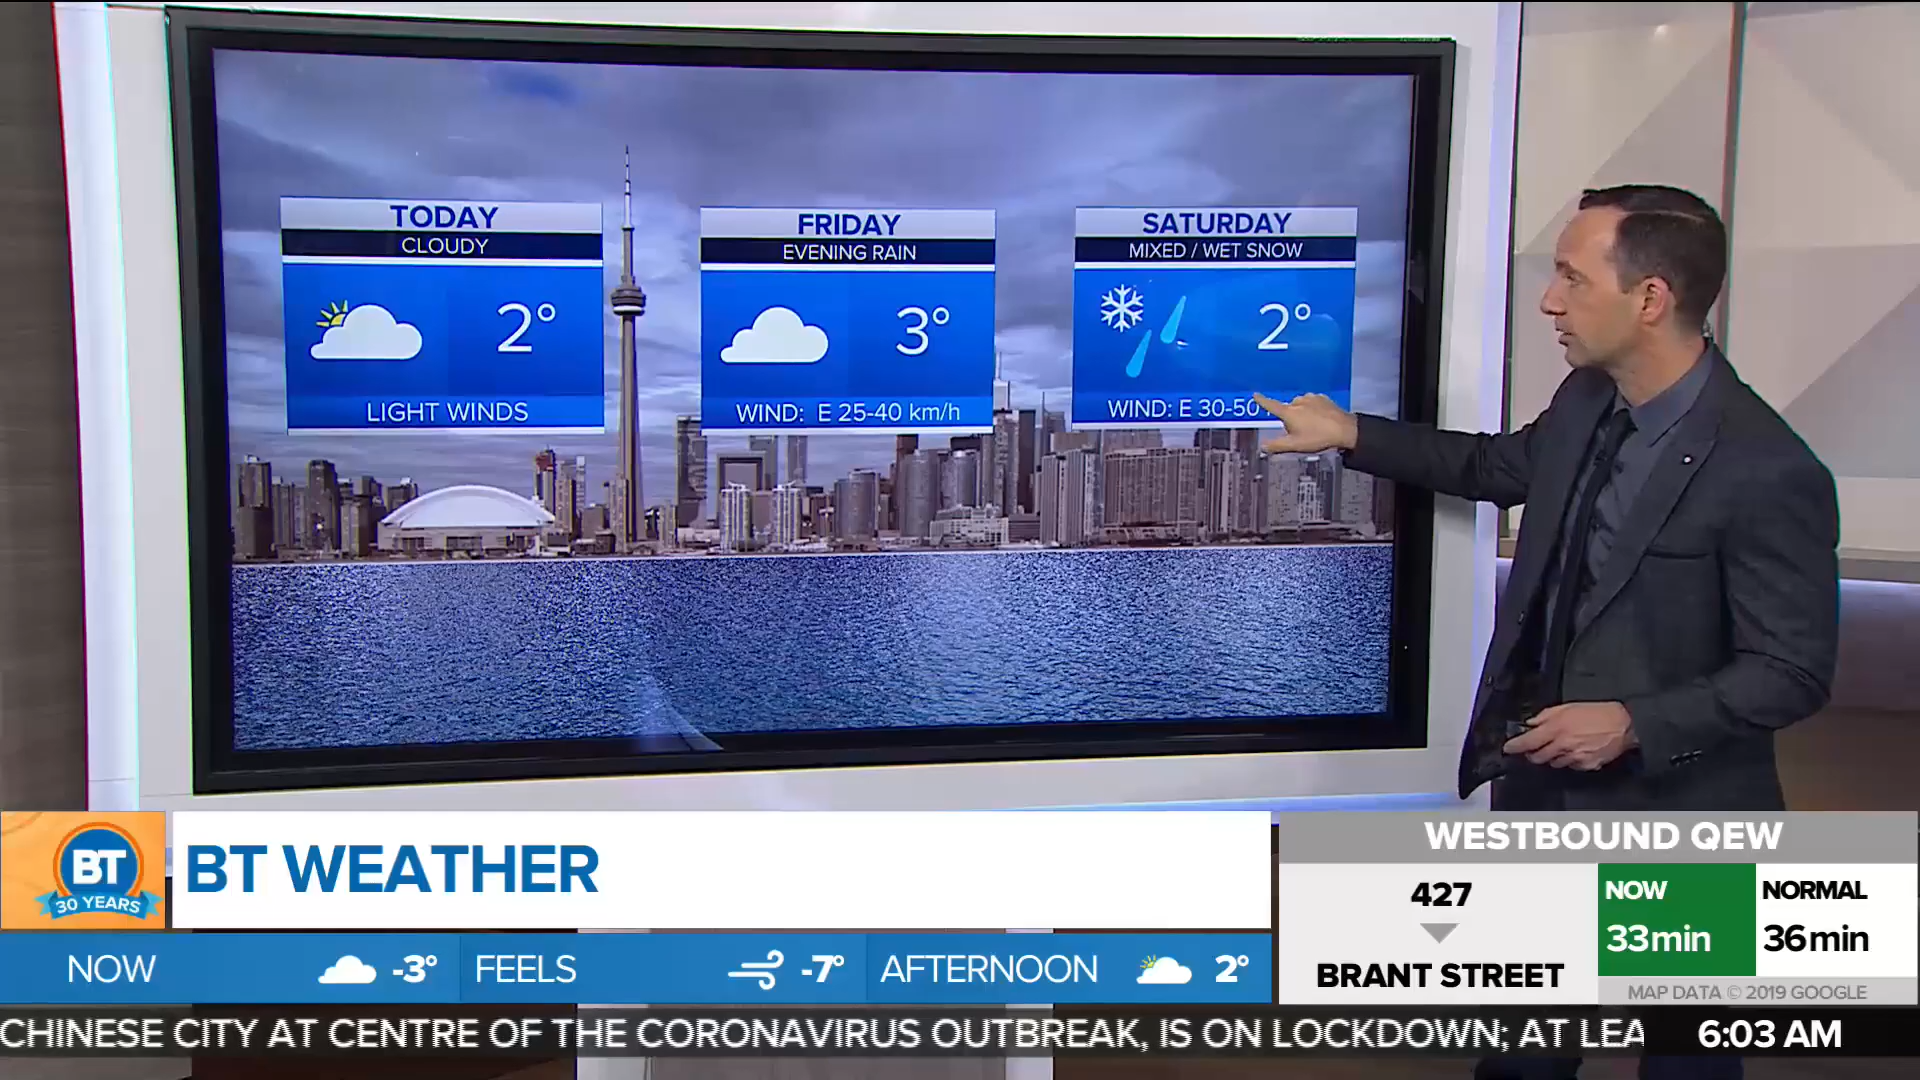 TODAY
CLOUDY
2°
LIGHT WINDS
FRIDAY
EVENING RAIN
3°
WIND: E 25-40 km/h
SATURDAY
MIXED / WET SNOW
2°
WIND: E 30-50
BT
30 YEARS
BT WEATHER
NOW -3° FEELS -7° AFTERNOON 2°
WESTBOUND QEW
427
BRANT STREET
NOW
33min
NORMAL
36min
MAP DATA © 2019 GOOGLE
CHINESE CITY AT CENTRE OF THE CORONAVIRUS OUTBREAK, IS ON LOCKDOWN; AT LEA
6:03 AM